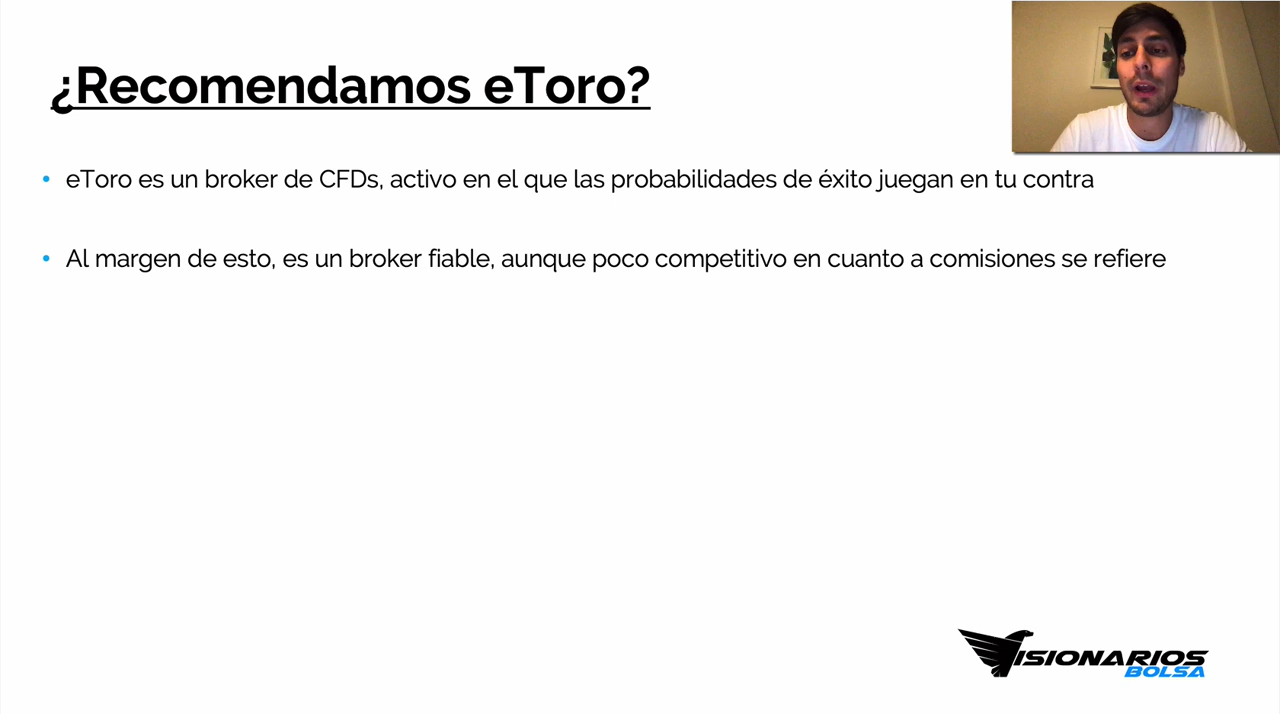 ¿Recomendamos eToro?
• eToro es un broker de CFDs, activo en el que las probabilidades de éxito juegan en tu contra
• Al margen de esto, es un broker fiable, aunque poco competitivo en cuanto a comisiones se refiere
VISIONARIOS
BOLSA